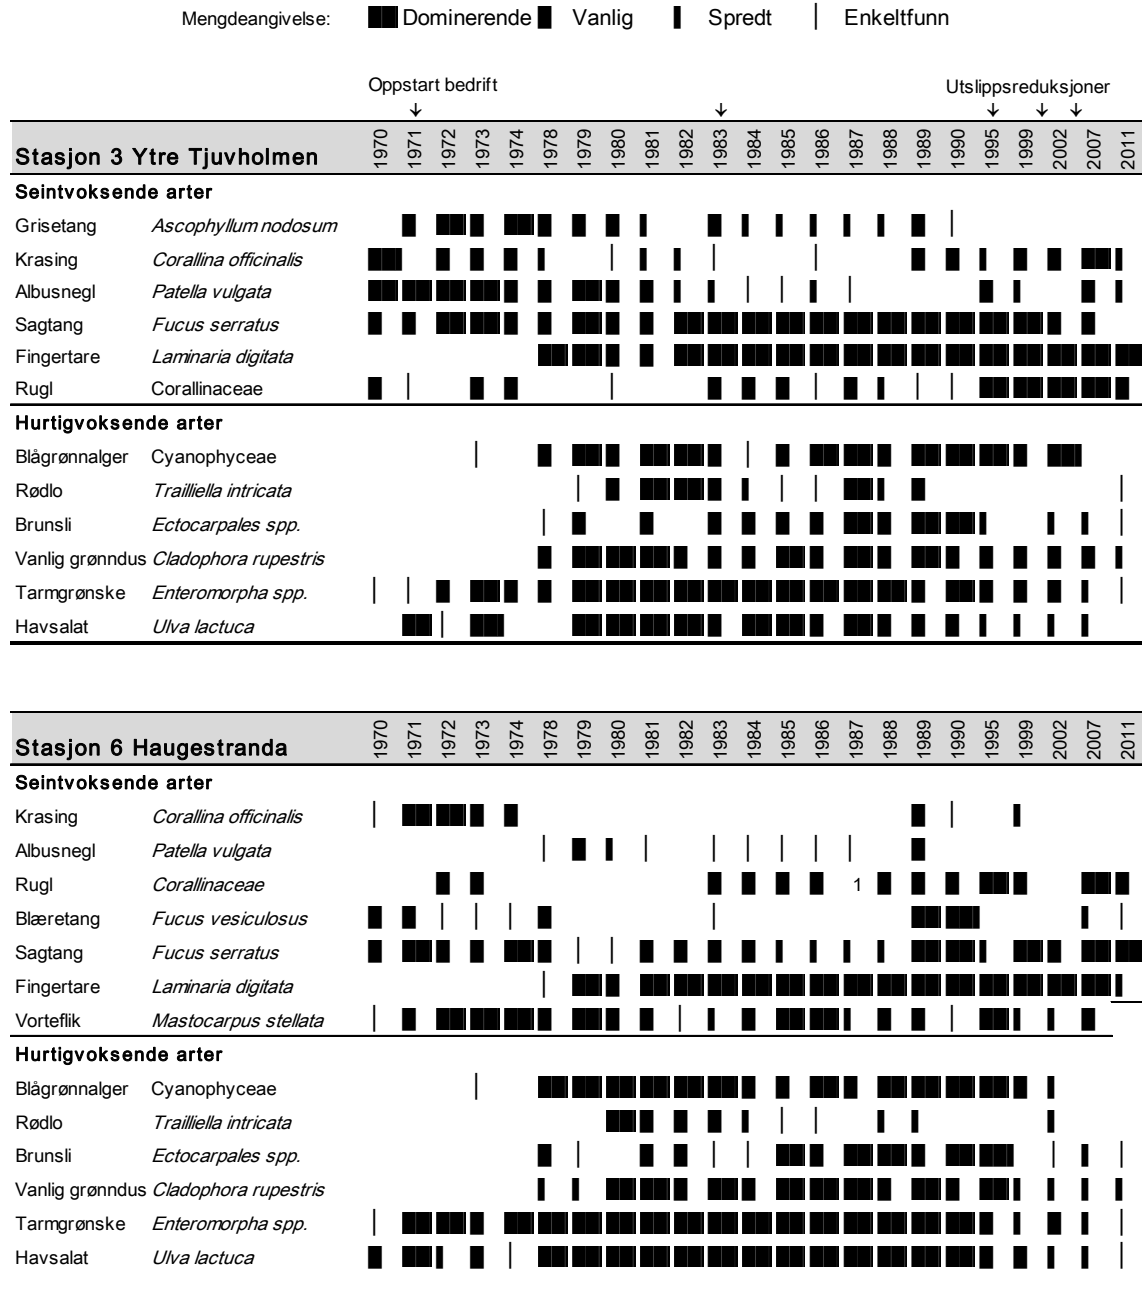 Mengdeangivelse: Dominerende Vanlig Spredt Enkeltfunn
Oppstart bedrift Utslippsreduksjoner
Stasjon 3 Ytre Tjuvholmen 1970 1971 1972 1973 1974 1978 1979 1980 1981 1982 1983 1984 1985 1986 1987 1988 1989 1990 1995 1999 2002 2007 2011
Seintvoksende arter
Grisetang Ascophyllum nodosum
Krasing Corallina officinalis
Albusnegl Patella vulgata
Sagtang Fucus serratus
Fingertare Laminaria digitata
Rugl Corallinaceae
Hurtigvoksende arter
Blågrønnalger Cyanophyceae
Rødlo Trailliella intricata
Brunsli Ectocarpales spp.
Vanlig grønndus Cladophora rupestris
Tarmgrønske Enteromorpha spp.
Havsalat Ulva lactuca
Stasjon 6 Haugestranda 1970 1971 1972 1973 1974 1978 1979 1980 1981 1982 1983 1984 1985 1986 1987 1988 1989 1990 1995 1999 2002 2007 2011
Seintvoksende arter
Krasing Corallina officinalis
Albusnegl Patella vulgata
Rugl Corallinaceae 1
Blæretang Fucus vesiculosus
Sagtang Fucus serratus
Fingertare Laminaria digitata
Vorteflik Mastocarpus stellata
Hurtigvoksende arter
Blågrønnalger Cyanophyceae
Rødlo Trailliella intricata
Brunsli Ectocarpales spp.
Vanlig grønndus Cladophora rupestris
Tarmgrønske Enteromorpha spp.
Havsalat Ulva lactuca